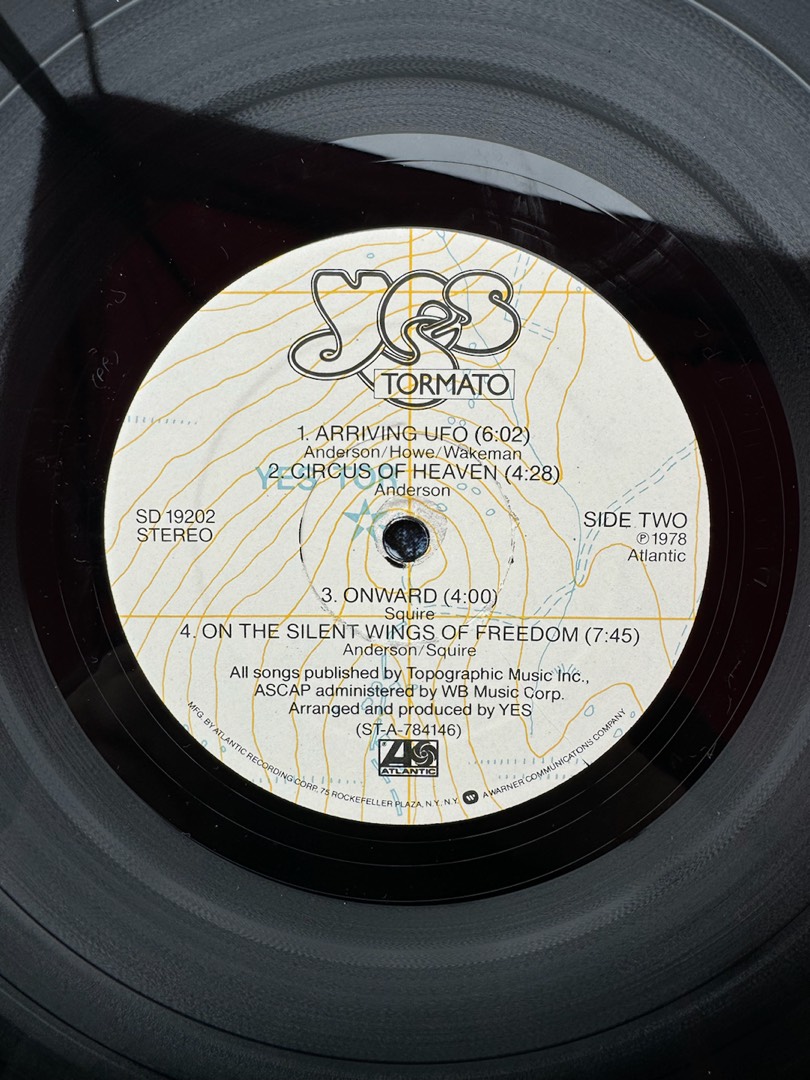 YES
TORMATO
1. ARRIVING UFO (6:02)
Anderson/Howe/Wakeman
2. CIRCUS OF HEAVEN (4:28)
Anderson
YES TOR
SD 19202
STEREO
SIDE TWO
℗ 1978
Atlantic
3. ONWARD (4:00)
Squire
4. ON THE SILENT WINGS OF FREEDOM (7:45)
Anderson/Squire
All songs published by Topographic Music Inc.,
ASCAP administered by WB Music Corp.
Arranged and produced by YES
(ST-A-784146)
ATLANTIC
MFG. BY ATLANTIC RECORDING CORP. 75 ROCKEFELLER PLAZA, N.Y. N.Y. A WARNER COMMUNICATIONS COMPANY